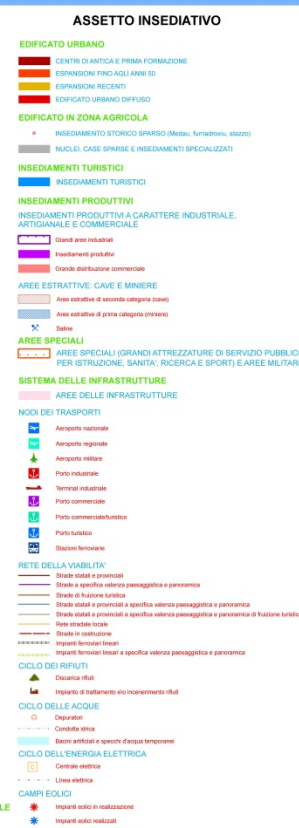 ASSETTO INSEDIATIVO
EDIFICATO URBANO
CENTRI DI ANTICA E PRIMA FORMAZIONE
ESPANSIONI FINO AGLI ANNI 50
ESPANSIONI RECENTI
EDIFICATO URBANO DIFFUSO
EDIFICATO IN ZONA AGRICOLA
INSEDIAMENTO STORICO SPARSO (Medau, furriadroxiu, stazzo)
NUCLEI, CASE SPARSE E INSEDIAMENTI SPECIALIZZATI
INSEDIAMENTI TURISTICI
INSEDIAMENTI TURISTICI
INSEDIAMENTI PRODUTTIVI
INSEDIAMENTI PRODUTTIVI A CARATTERE INDUSTRIALE,
ARTIGIANALE E COMMERCIALE
Grandi aree industriali
Insediamenti produttivi
Grande distribuzione commerciale
AREE ESTRATTIVE: CAVE E MINIERE
Aree estrattive di seconda categoria (cave)
Aree estrattive di prima categoria (miniere)
Saline
AREE SPECIALI
AREE SPECIALI (GRANDI ATTREZZATURE DI SERVIZIO PUBBLICO
PER ISTRUZIONE, SANITA', RICERCA E SPORT) E AREE MILITARI
SISTEMA DELLE INFRASTRUTTURE
AREE DELLE INFRASTRUTTURE
NODI DEI TRASPORTI
Aeroporto nazionale
Aeroporto regionale
Aeroporto militare
Porto industriale
Terminal industriale
Porto commerciale
Porto commerciale/turistico
Porto turistico
Stazioni ferroviarie
RETE DELLA VIABILITA'
Strade statali e provinciali
Strade a specifica valenza paesaggistica e panoramica
Strade di fruizione turistica
Strade statali o provinciali a specifica valenza paesaggistica e panoramica
Strade statali o provinciali a specifica valenza paesaggistica e panoramica di fruizione turistica
Rete stradale locale
Strade in costruzione
Impianti ferroviari lineari
Impianti ferroviari lineari a specifica valenza paesaggistica e panoramica
CICLO DEI RIFIUTI
Discarica rifiuti
Impianto di trattamento e/o incenerimento rifiuti
CICLO DELLE ACQUE
Depuratori
Condotta idrica
Bacini artificiali e specchi d'acqua temporanei
CICLO DELL'ENERGIA ELETTRICA
C Centrale elettrica
Linea elettrica
CAMPI EOLICI
LE Impianti eolici in realizzazione
Impianti eolici realizzati